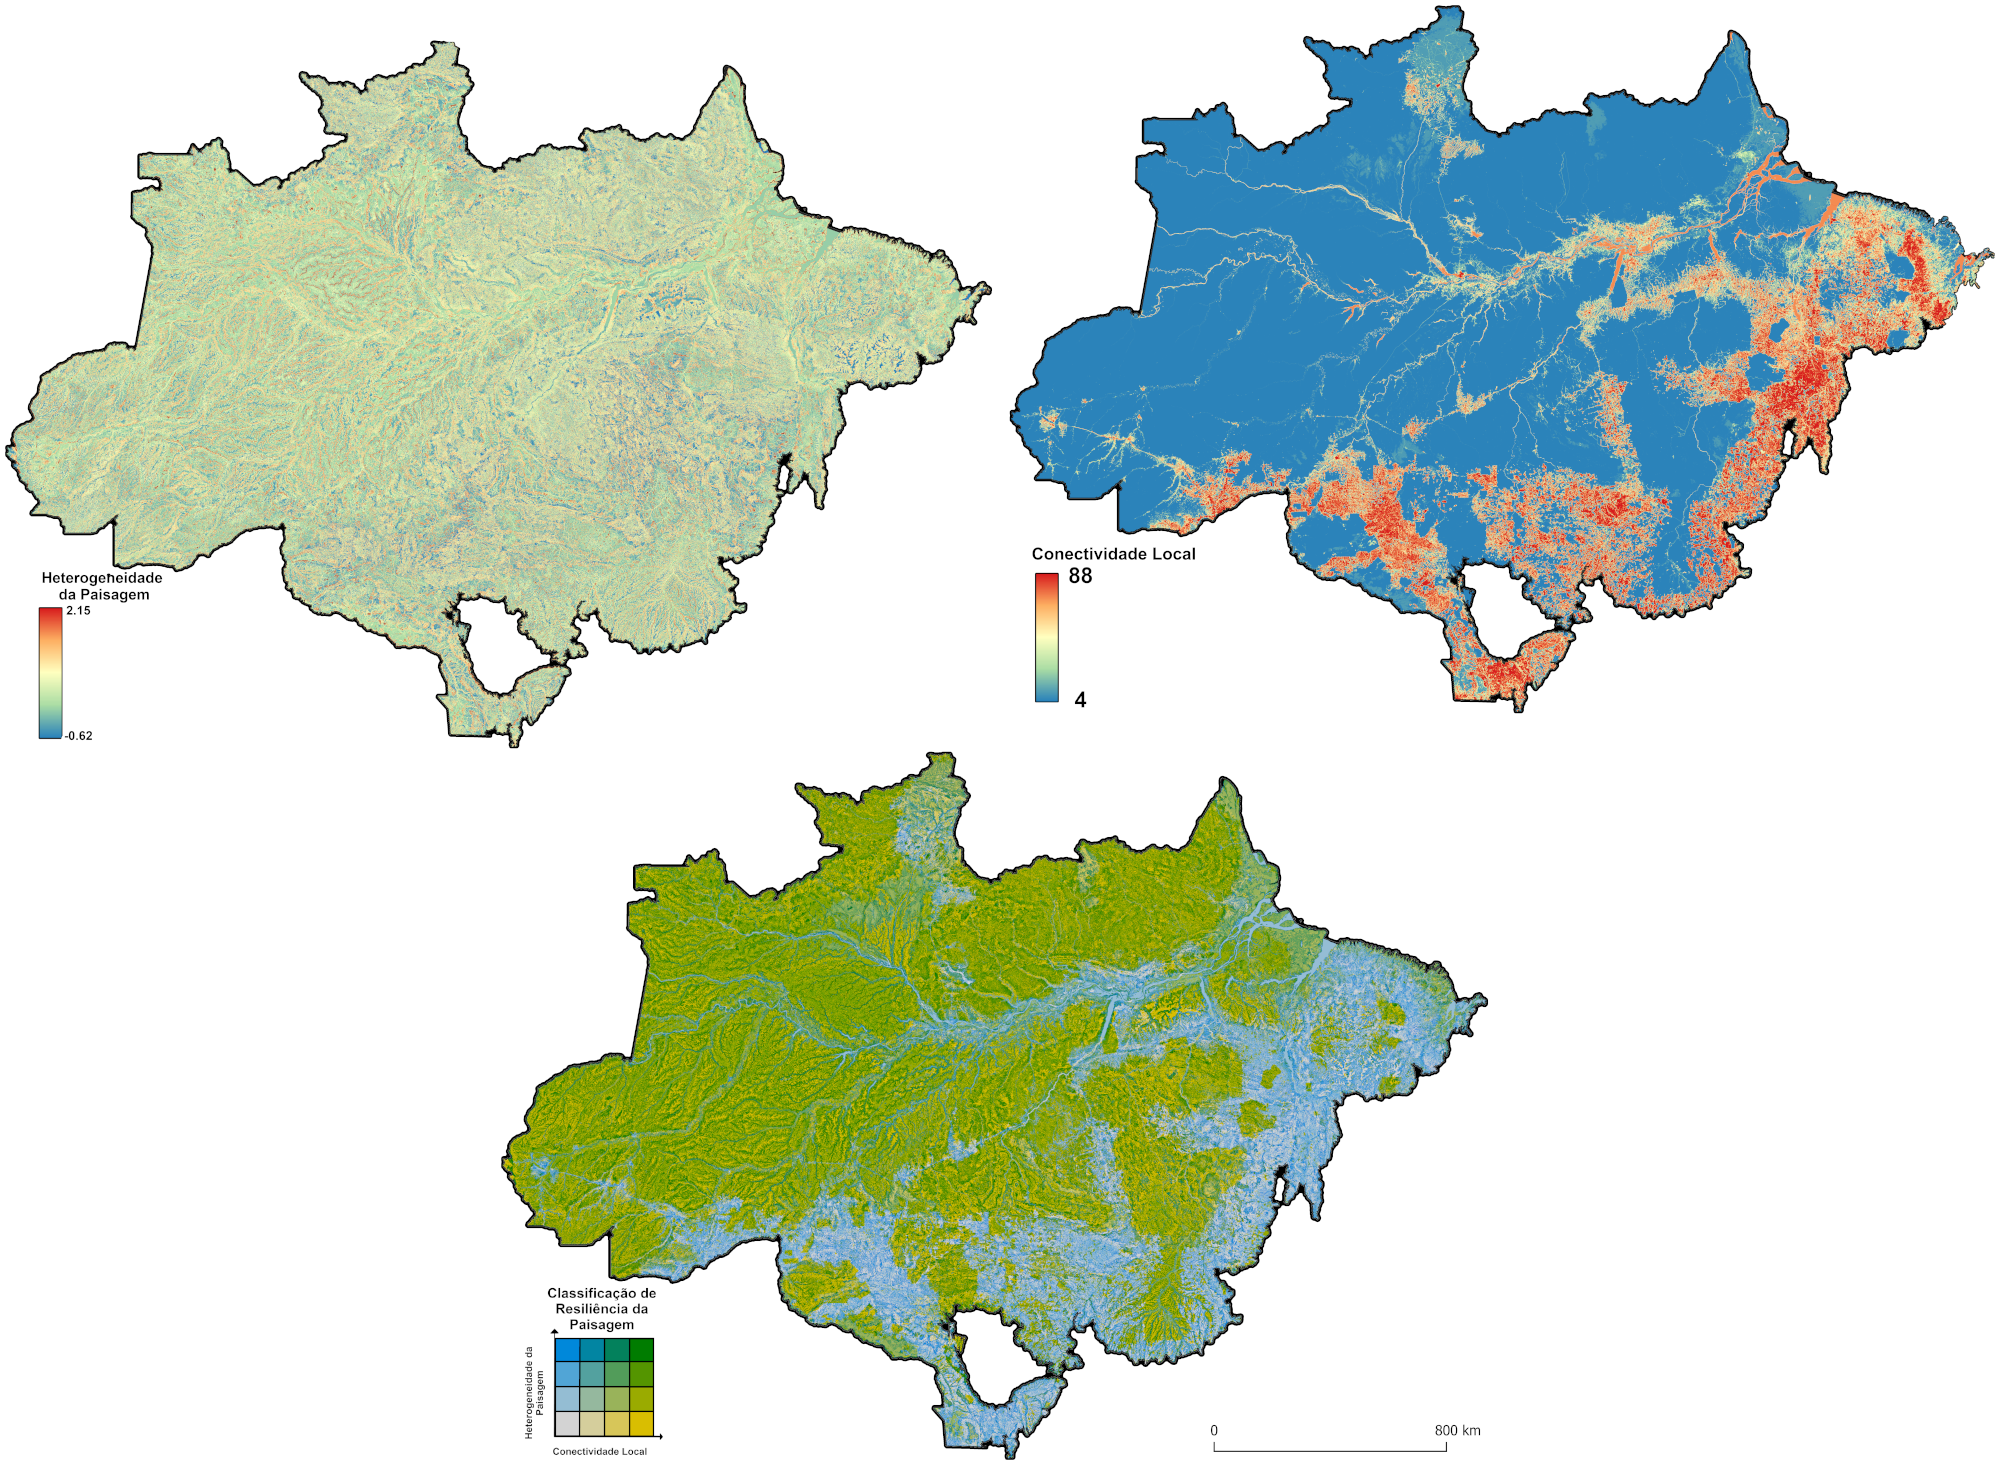 Heterogeneidade
da Paisagem
2.15
-0.62
Conectividade Local
88
4
Classificação de
Resiliência da
Paisagem
Heterogeneidade da
Paisagem
Conectividade Local
0 800 km